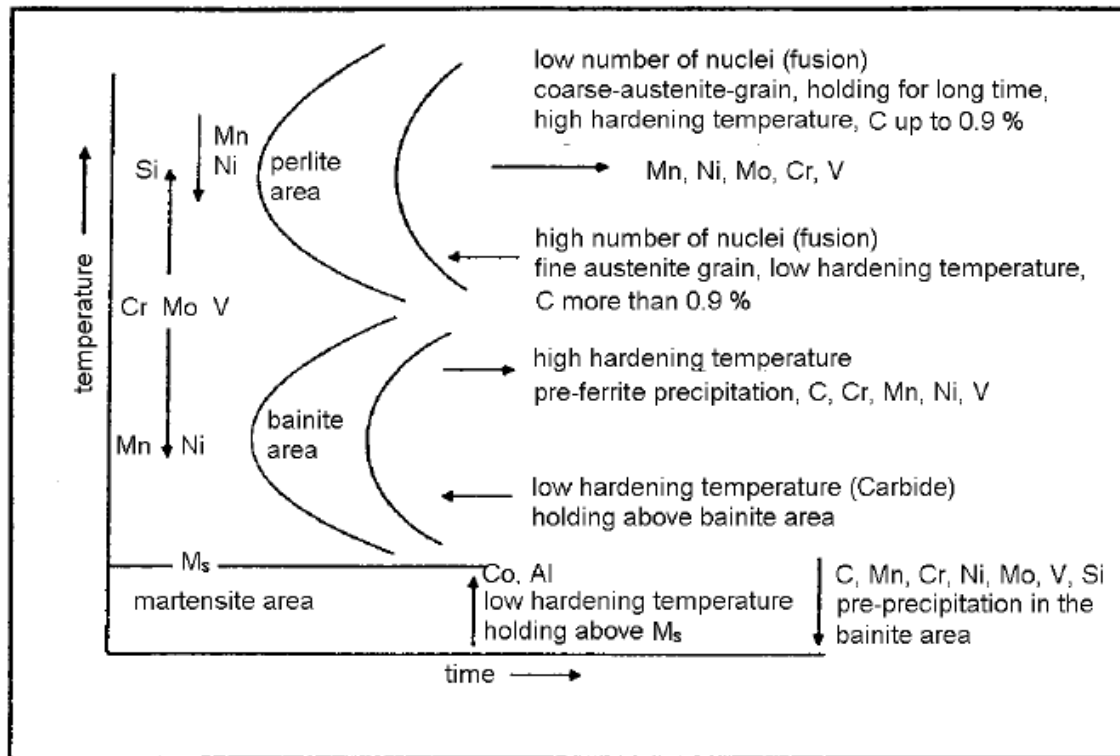 low number of nuclei (fusion)
coarse-austenite-grain, holding for long time,
high hardening temperature, C up to 0.9 %
Mn
Ni
Si
perlite
area
Mn, Ni, Mo, Cr, V
high number of nuclei (fusion)
fine austenite grain, low hardening temperature,
C more than 0.9 %
temperature
Cr Mo V
high hardening temperature
pre-ferrite precipitation, C, Cr, Mn, Ni, V
bainite
area
Mn Ni
low hardening temperature (Carbide)
holding above bainite area
Ms
martensite area
Co, Al
low hardening temperature
holding above Ms
C, Mn, Cr, Ni, Mo, V, Si
pre-precipitation in the
bainite area
time